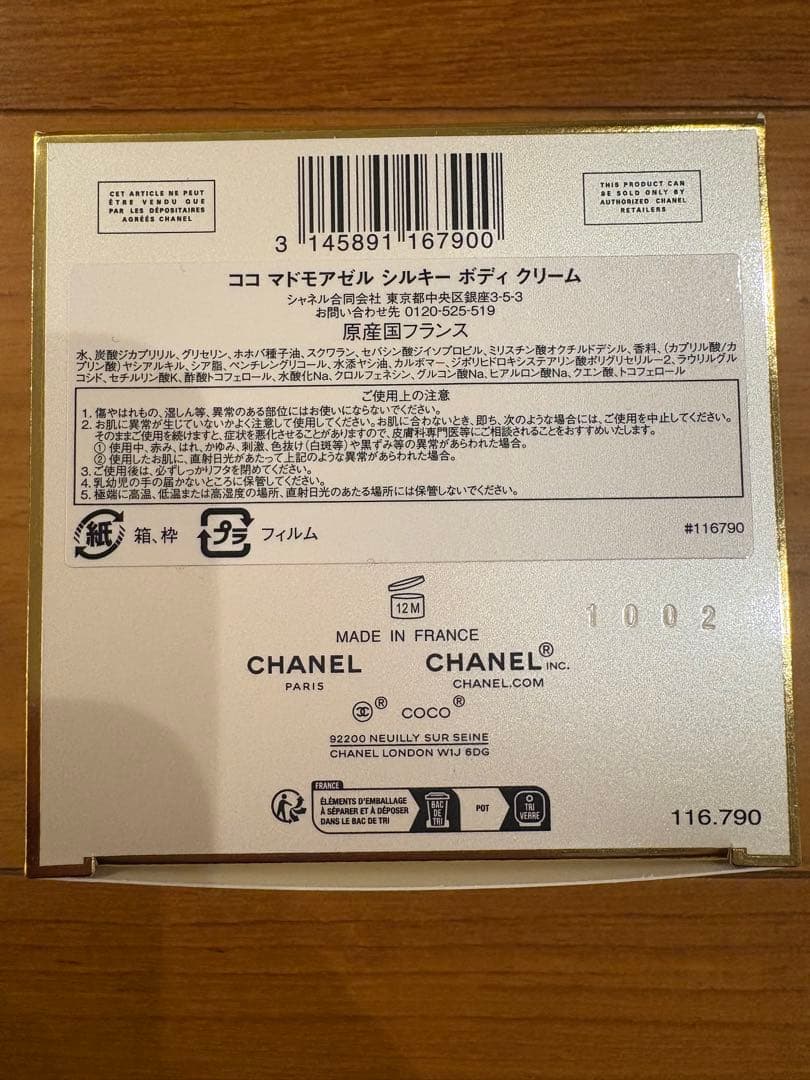 CET ARTICLE NE PEUT
ÊTRE VENDU QUE
PAR LES DÉPOSITAIRES
AGRÉÉS CHANEL
THIS PRODUCT CAN
BE SOLD ONLY BY
AUTHORIZED CHANEL
RETAILERS
3 145891 167900
ココ マドモアゼル シルキー ボディ クリーム
シャネル合同会社 東京都中央区銀座3-5-3
お問い合わせ先 0120-525-519
原産国フランス
水、炭酸ジカプリリル、グリセリン、ホホバ種子油、スクワラン、セバシン酸ジイソプロピル、ミリスチン酸オクチルドデシル、香料、(カプリル酸/カ
プリン酸)ヤシアルキル、シア脂、ペンチレングリコール、水添ヤシ油、カルボマー、ジポリヒドロキシステアリン酸ポリグリセリル-2、ラウリルグル
コシド、セチルリン酸K、酢酸トコフェロール、水酸化Na、クロルフェネシン、グルコン酸Na、ヒアルロン酸Na、クエン酸、トコフェロール
ご使用上の注意
1. 傷やはれもの、湿しん等、異常のある部位にはお使いにならないでください。
2. お肌に異常が生じていないかよく注意して使用してください。お肌に合わないとき、即ち、次のような場合には、ご使用を中止してください。
そのままご使用を続けますと、症状を悪化させることがありますので、皮膚科専門医等にご相談されることをおすすめいたします。
① 使用中、赤み、はれ、かゆみ、刺激、色抜け(白斑等)や黒ずみ等の異常があらわれた場合。
② 使用したお肌に、直射日光があたって上記のような異常があらわれた場合。
3. ご使用後は、必ずしっかりフタを閉めてください。
4. 乳幼児の手の届かないところに保管してください。
5. 極端に高温、低温または高湿度の場所、直射日光のあたる場所には保管しないでください。
紙 箱、枠 プラ フィルム
#116790
12 M
1002
MADE IN FRANCE
CHANEL CHANEL® INC.
PARIS CHANEL.COM
® COCO®
92200 NEUILLY SUR SEINE
CHANEL LONDON W1J 6DG
FRANCE
ÉLÉMENTS D'EMBALLAGE
À SÉPARER ET À DÉPOSER
DANS LE BAC DE TRI
BAC
DE
TRI
POT
TRI
VERRE
116.790